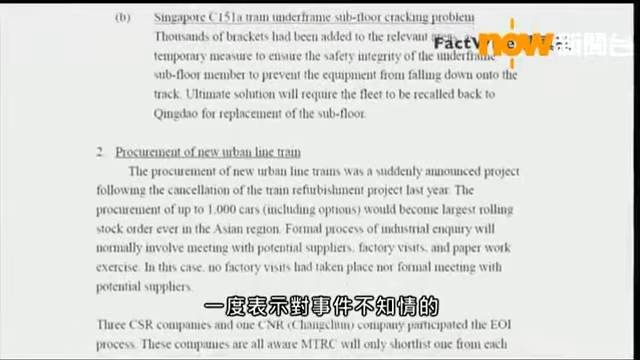 (b) Singapore C151a train underframe sub-floor cracking problem
Thousands of brackets had been added to the relevant areas, as
temporary measure to ensure the safety integrity of the underframe
sub-floor member to prevent the equipment from falling down onto the
track. Ultimate solution will require the fleet to be recalled back to
Qingdao for replacement of the sub-floor.
FactWire
now 新聞台
2. Procurement of new urban line train
The procurement of new urban line trains was a suddenly announced project
following the cancellation of the train refurbishment project last year. The
procurement of up to 1,000 cars (including options) would become largest rolling
stock order ever in the Asian region. Formal process of industrial enquiry will
normally involve meeting with potential suppliers, factory visits, and paper work
exercise. In this case, no factory visits had taken place nor formal meeting with
potential suppliers.
一度表示對事件不知情的
Three CSR companies and one CNR (Changchun) company participated the EOI
process. These companies are all aware MTRC will only shortlist one from each